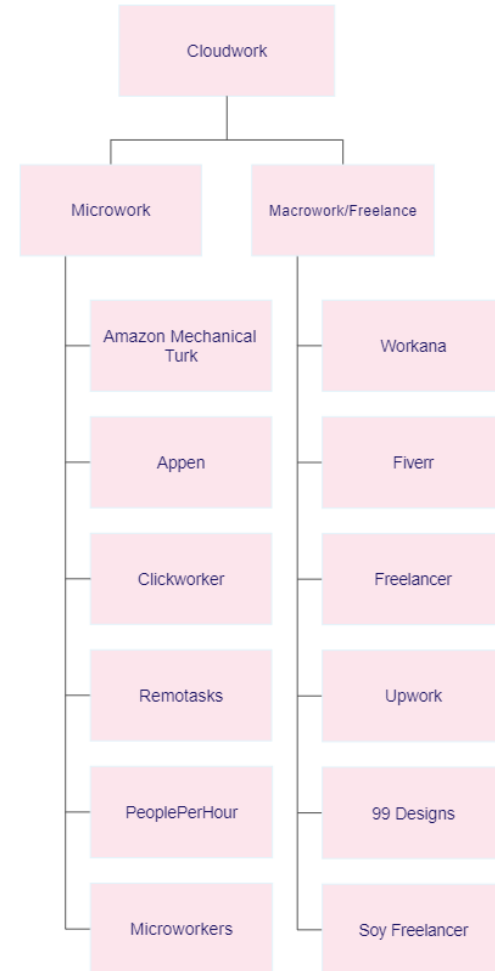 Cloudwork
Microwork
Macrowork/Freelance
Amazon Mechanical
Turk
Workana
Appen
Fiverr
Clickworker
Freelancer
Remotasks
Upwork
PeoplePerHour
99 Designs
Microworkers
Soy Freelancer